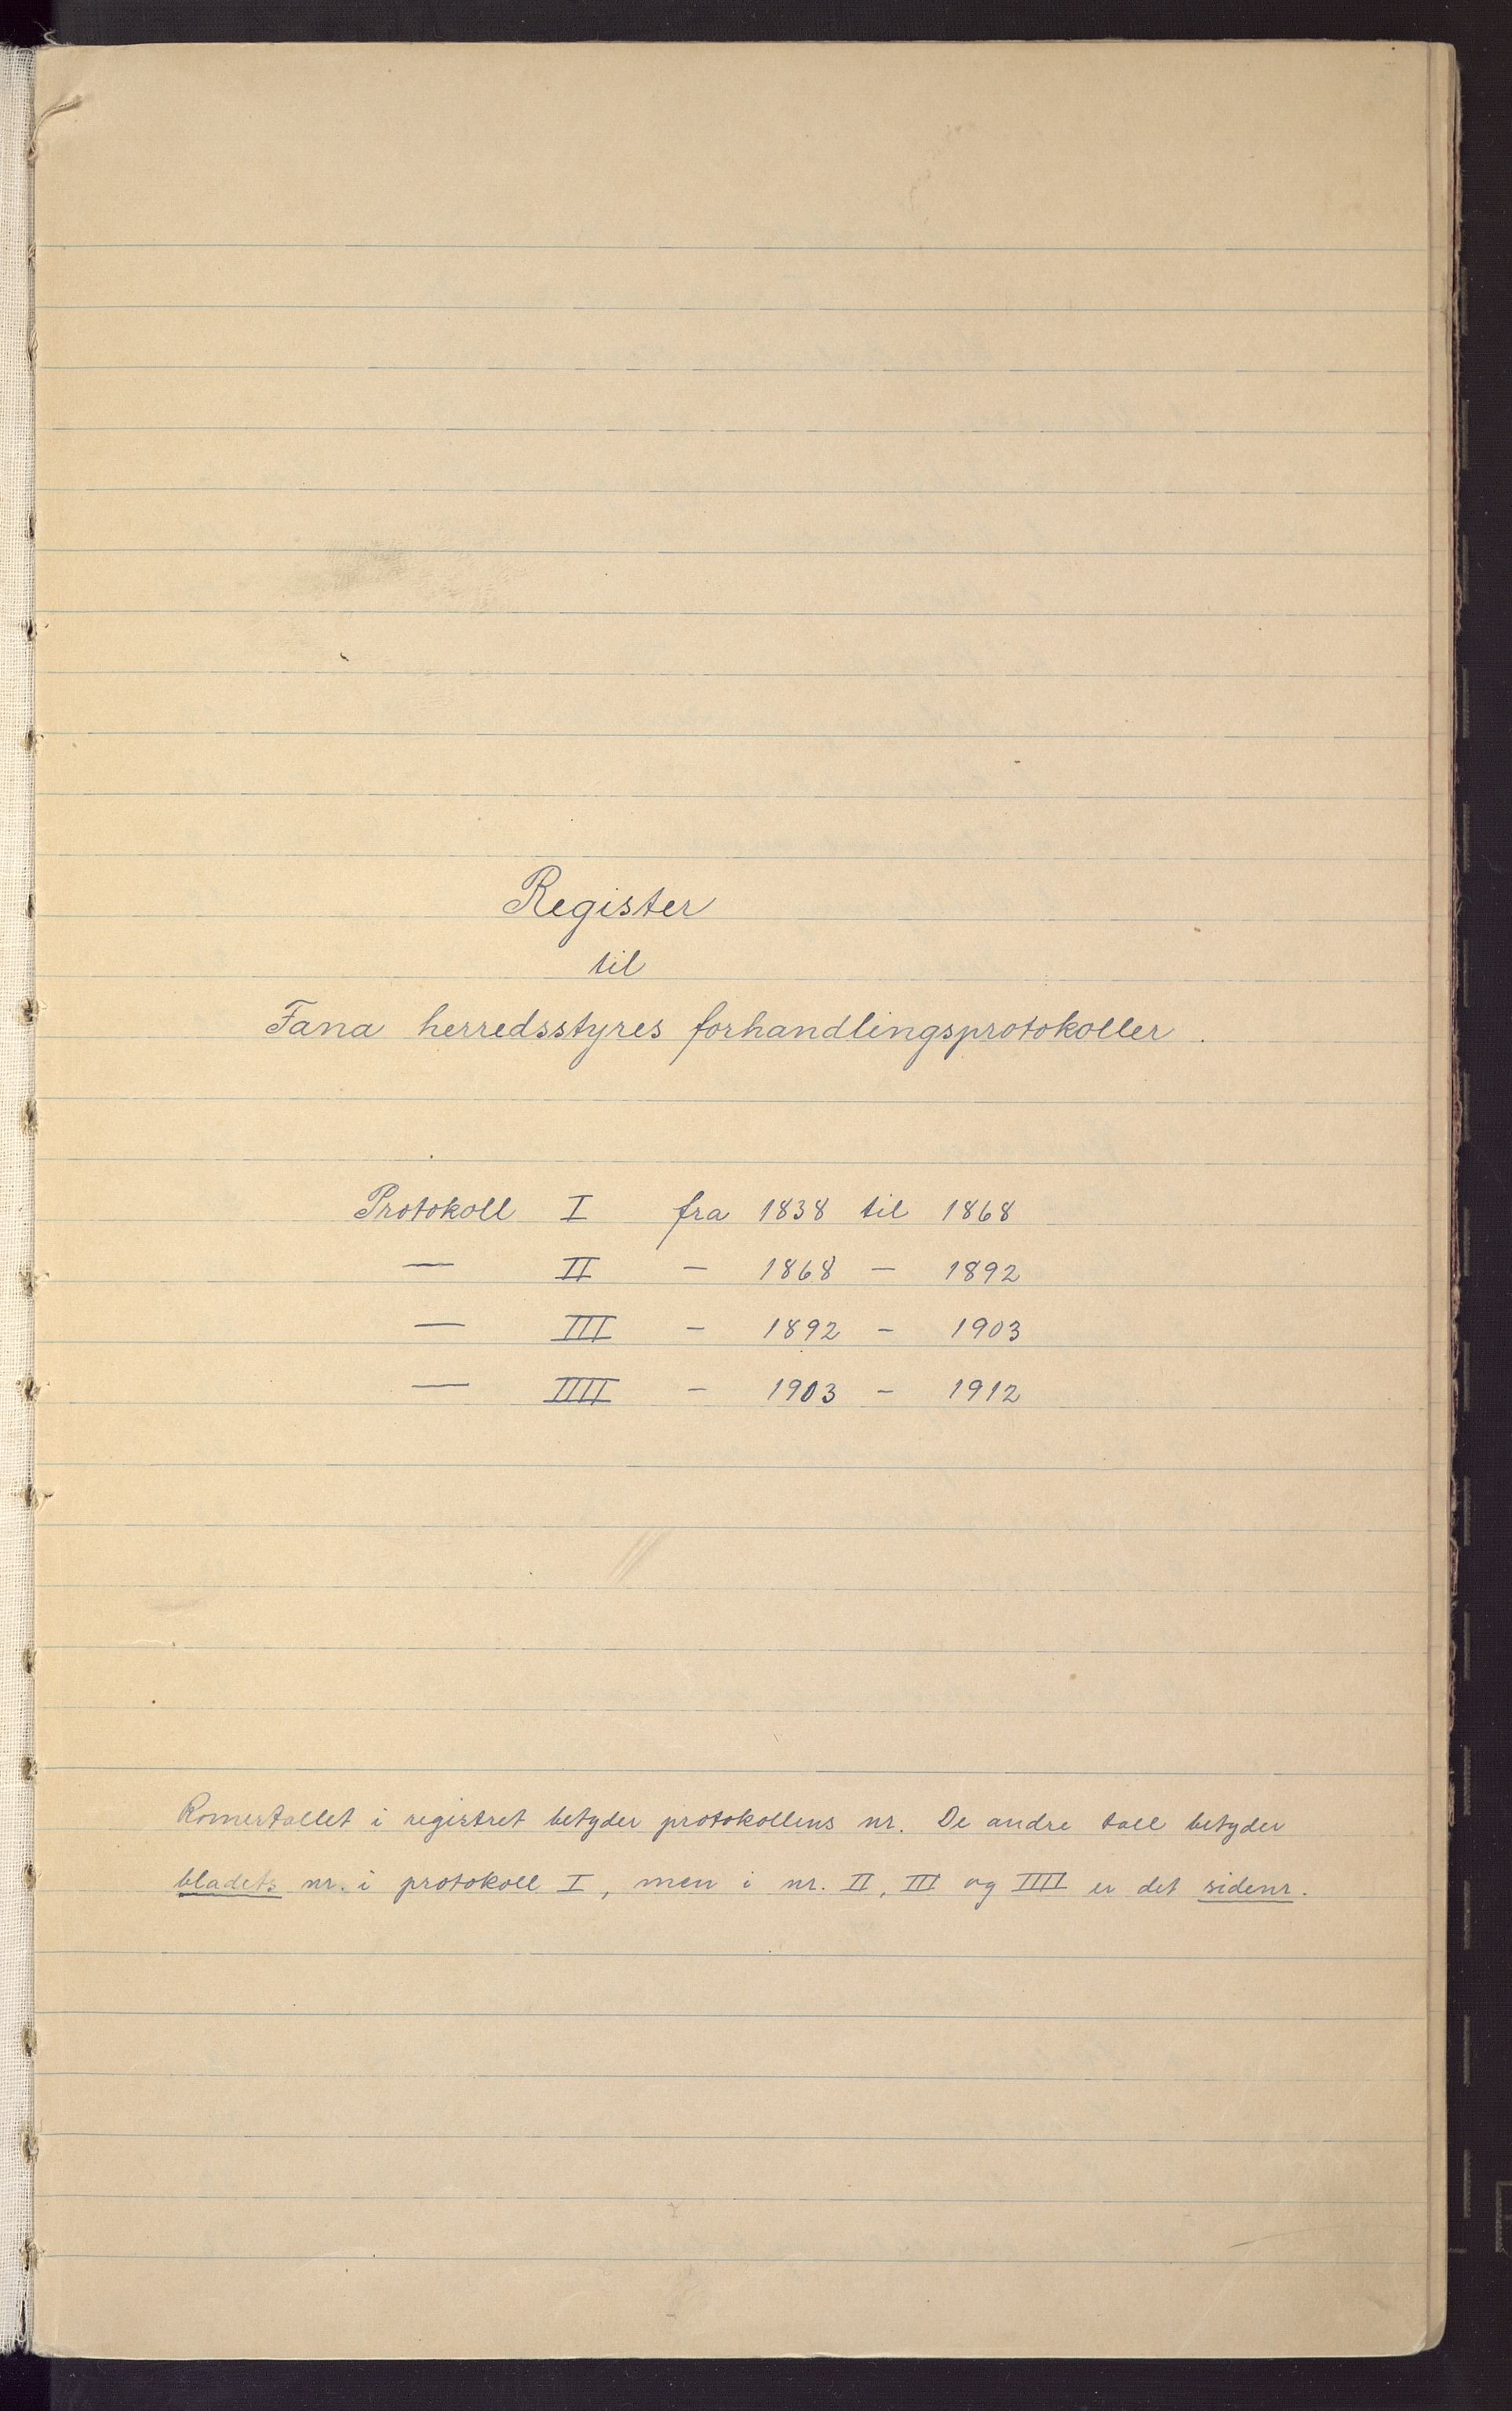 Register
til
Fana herredsstyres forhandlingsprotokoller.
Protokoll I fra 1838 til 1868
— II – 1868 – 1892
— III – 1892 – 1903
— IIII – 1903 – 1912
Romertallet i registret betyder protokollens nr. De andre tall betyder
bladets nr. i protokoll I, men i nr. II, III og IIII er det sidenr.